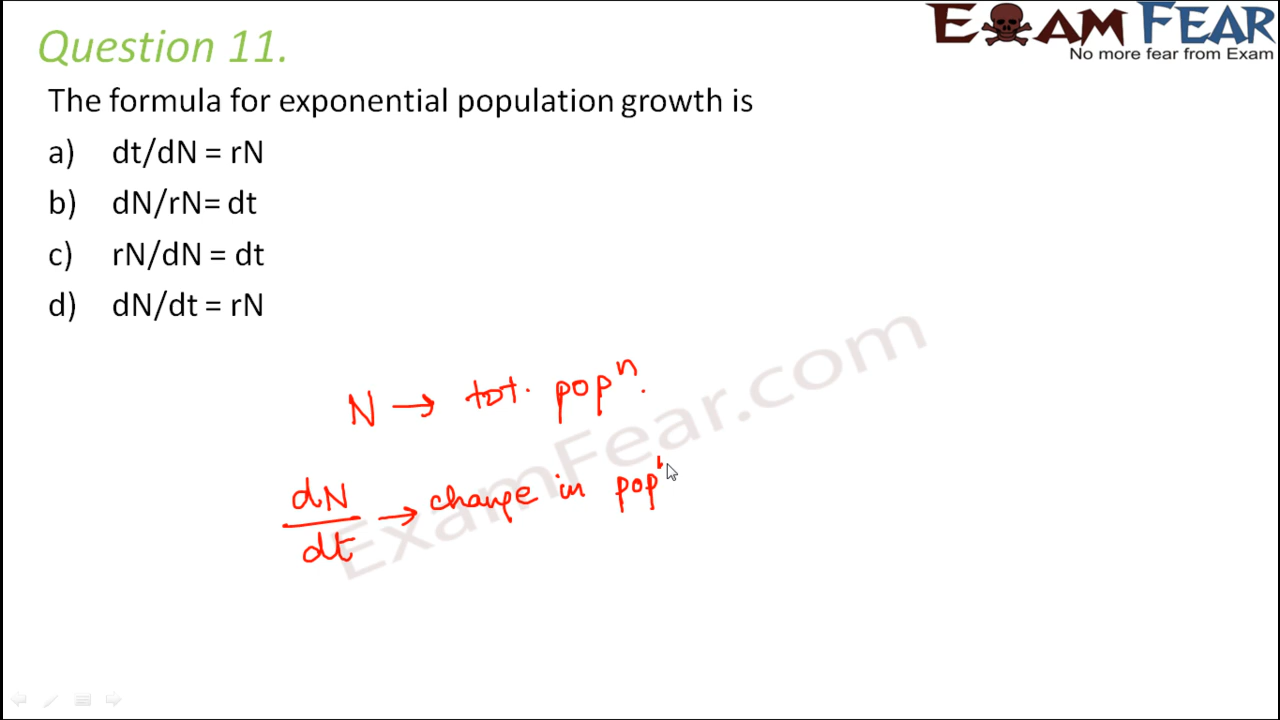 EXAM FEAR
No more fear from Exam
Question 11.
The formula for exponential population growth is
a) dt/dN = rN
b) dN/rN= dt
c) rN/dN = dt
d) dN/dt = rN
N → tot. popⁿ.
dN/dt → change in pop
ExamFear.com